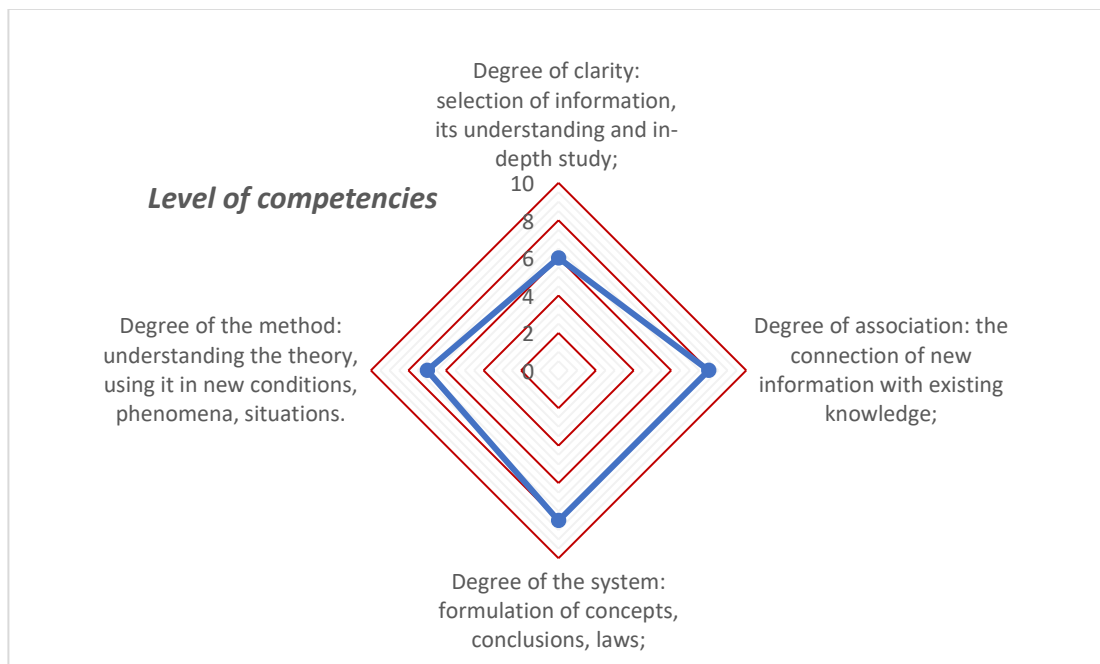 Degree of clarity:
selection of information,
its understanding and in-
depth study;
Level of competencies
10
8
6
4
2
0
Degree of the method:
understanding the theory,
using it in new conditions,
phenomena, situations.
Degree of association: the
connection of new
information with existing
knowledge;
Degree of the system:
formulation of concepts,
conclusions, laws;